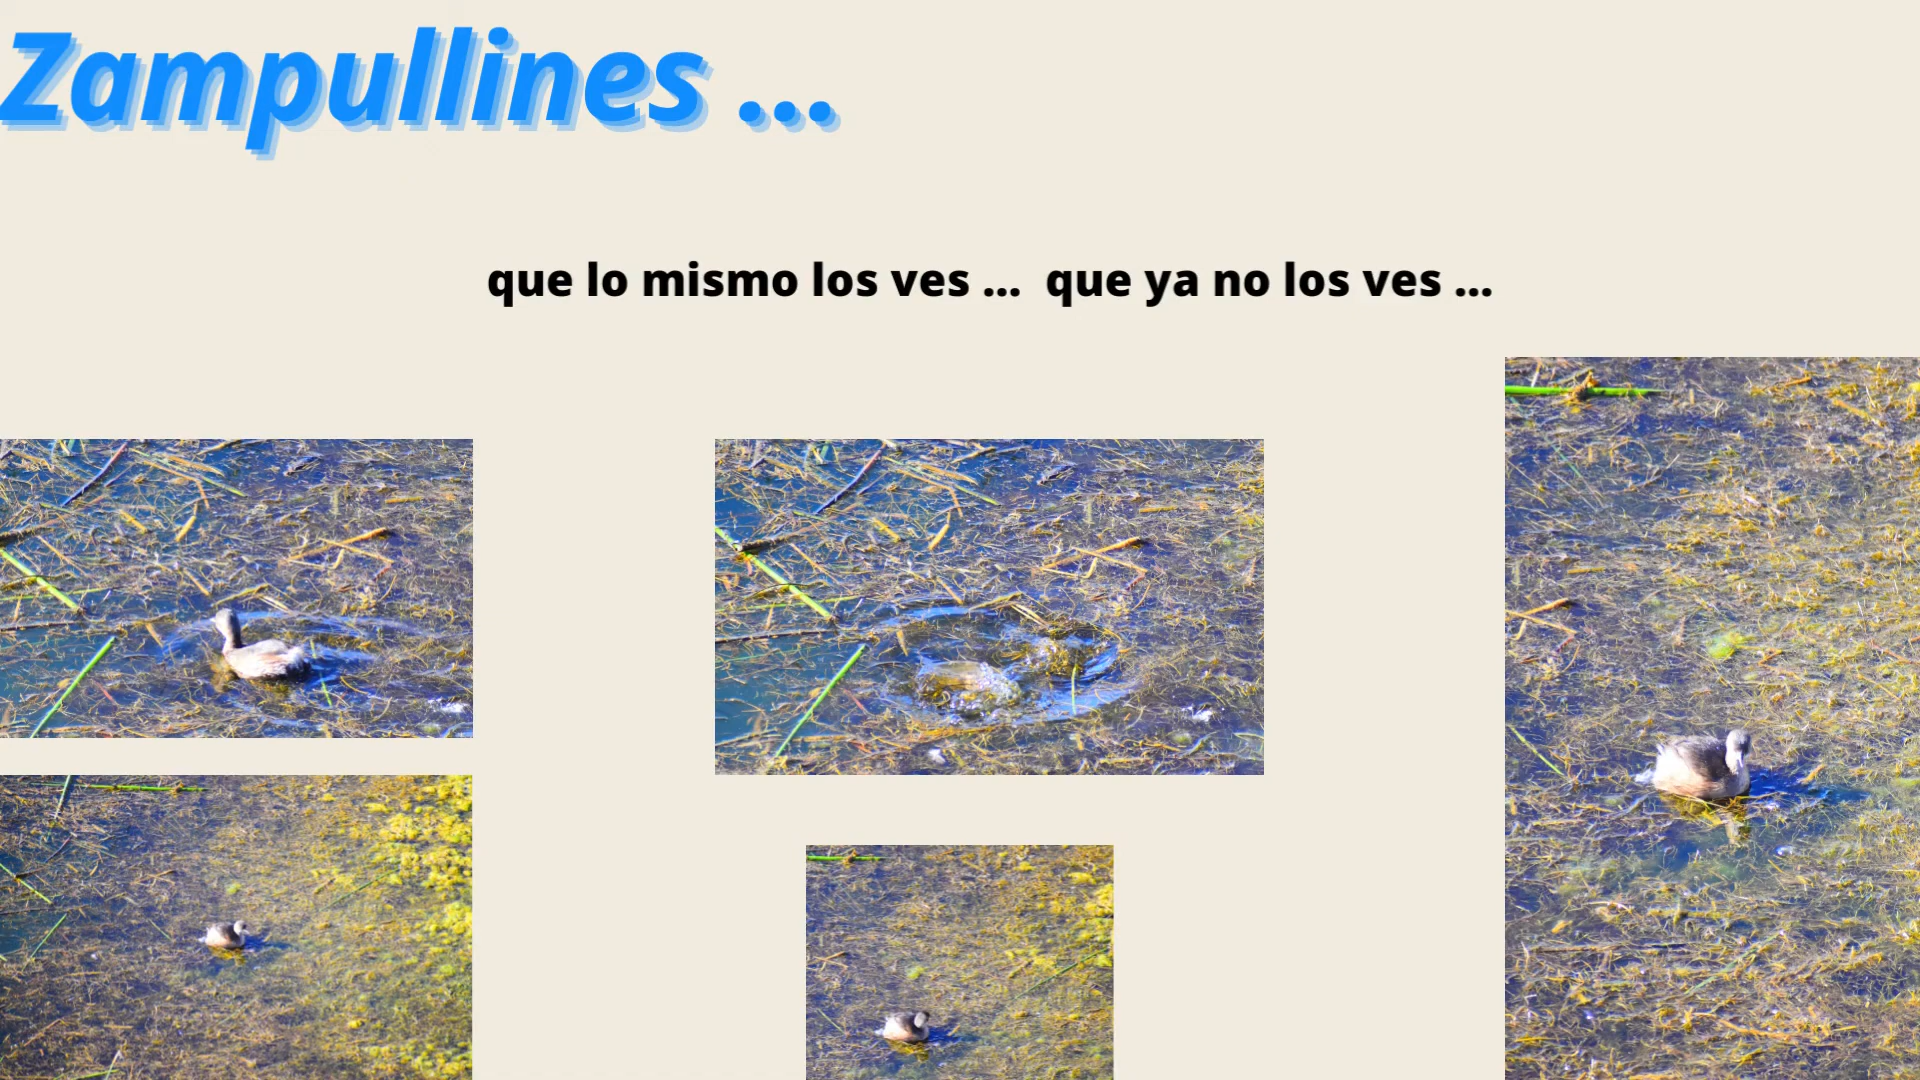 Zampullines ...
que lo mismo los ves ...  que ya no los ves ...